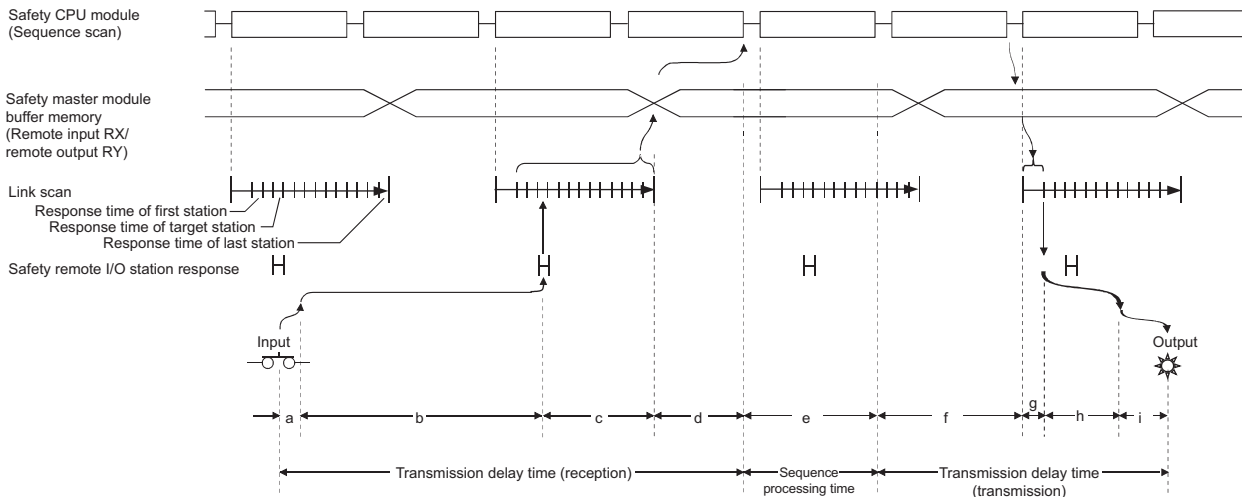 Safety CPU module
(Sequence scan)
Safety master module
buffer memory
(Remote input RX/
remote output RY)
Link scan
Response time of first station
Response time of target station
Response time of last station
Safety remote I/O station response
Input
Output
a
b
c
d
e
f
g
h
i
Transmission delay time (reception)
Sequence
processing time
Transmission delay time
(transmission)